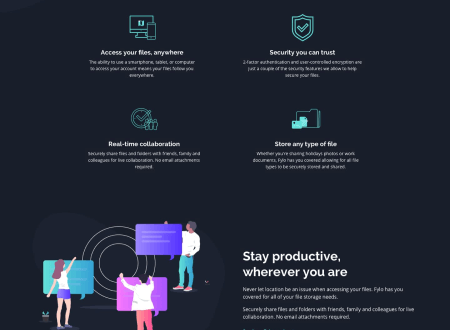 Access your files, anywhere
The ability to use a smartphone, tablet, or computer
to access your account means your files follow you
everywhere.
Security you can trust
2-factor authentication and user-controlled encryption are
just a couple of the security features we allow to help
secure your files.
Real-time collaboration
Securely share files and folders with friends, family and
colleagues for live collaboration. No email attachments
required.
Store any type of file
Whether you're sharing holidays photos or work
documents, Fylo has you covered allowing for all file
types to be securely stored and shared.
Stay productive,
wherever you are
Never let location be an issue when accessing your files. Fylo has you
covered for all of your file storage needs.
Securely share files and folders with friends, family and colleagues for live
collaboration. No email attachments required.